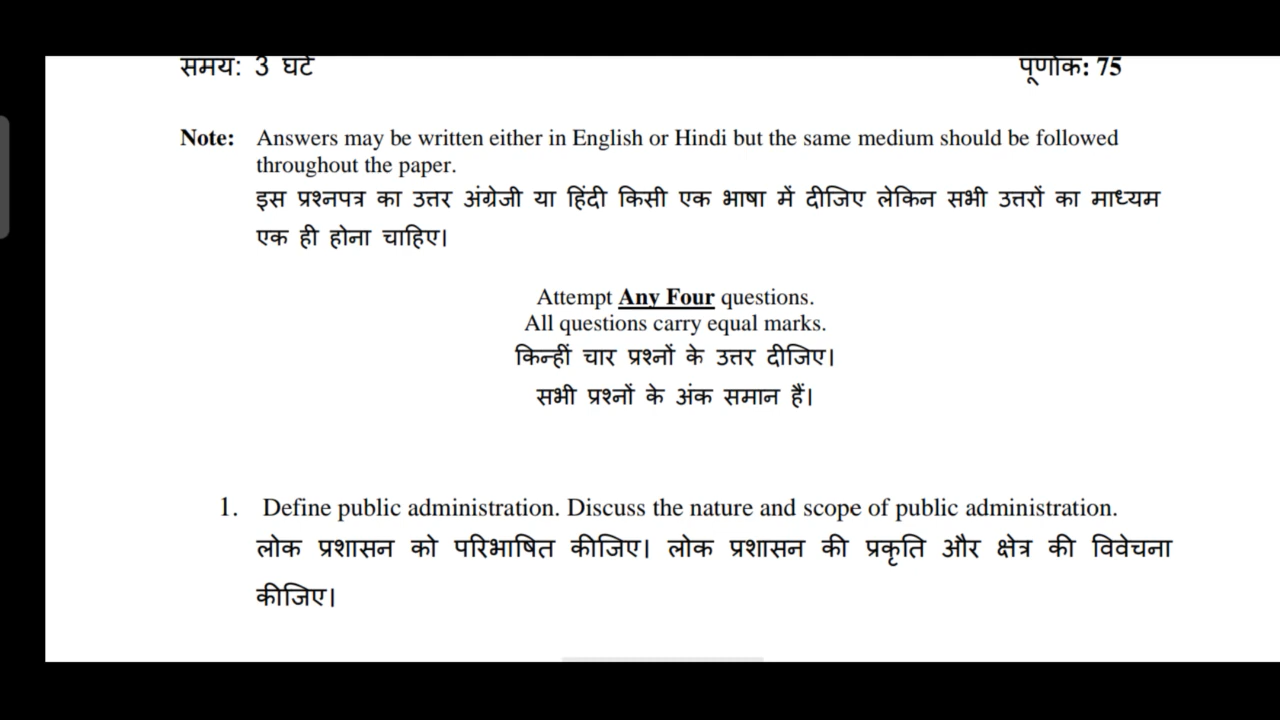 समय: 3 घंटे पूर्णांक: 75
Note: Answers may be written either in English or Hindi but the same medium should be followed
throughout the paper.
इस प्रश्नपत्र का उत्तर अंग्रेजी या हिंदी किसी एक भाषा में दीजिए लेकिन सभी उत्तरों का माध्यम
एक ही होना चाहिए।
Attempt Any Four questions.
All questions carry equal marks.
किन्हीं चार प्रश्नों के उत्तर दीजिए।
सभी प्रश्नों के अंक समान हैं।
1. Define public administration. Discuss the nature and scope of public administration.
लोक प्रशासन को परिभाषित कीजिए। लोक प्रशासन की प्रकृति और क्षेत्र की विवेचना
कीजिए।